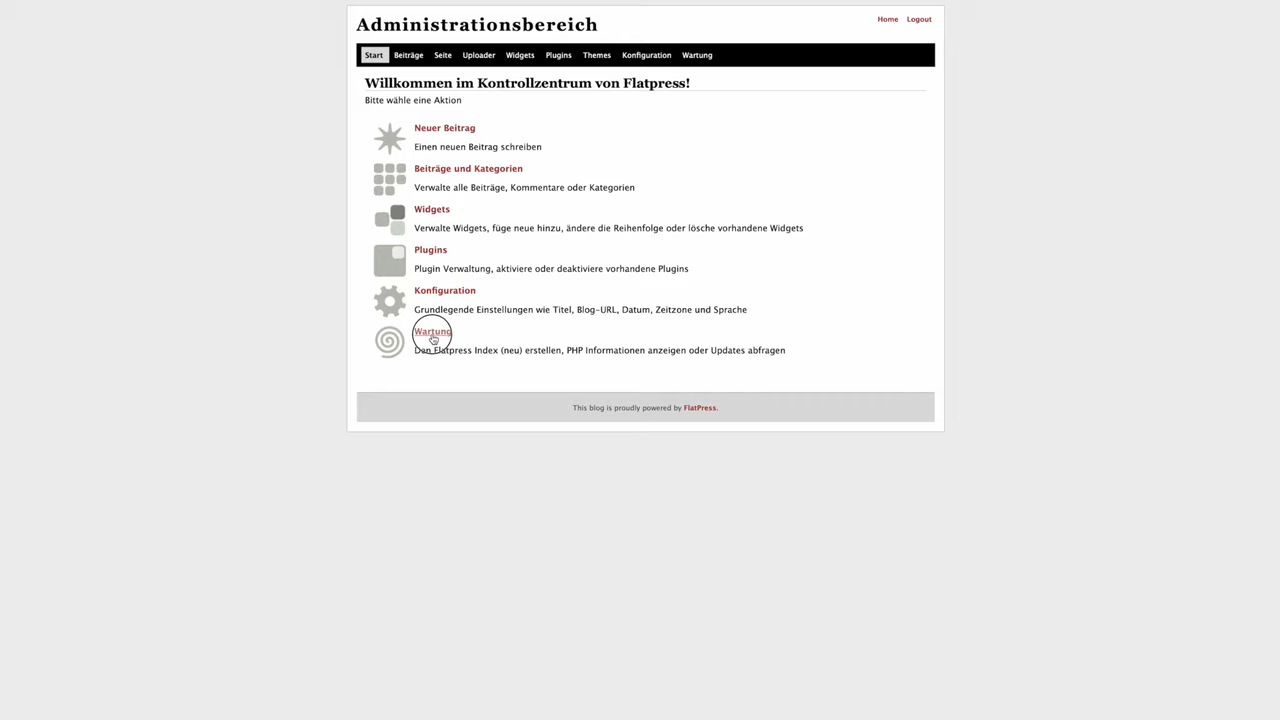 Administrationsbereich
Home Logout
Start Beiträge Seite Uploader Widgets Plugins Themes Konfiguration Wartung
Willkommen im Kontrollzentrum von Flatpress!
Bitte wähle eine Aktion
Neuer Beitrag
Einen neuen Beitrag schreiben
Beiträge und Kategorien
Verwalte alle Beiträge, Kommentare oder Kategorien
Widgets
Verwalte Widgets, füge neue hinzu, ändere die Reihenfolge oder lösche vorhandene Widgets
Plugins
Plugin Verwaltung, aktiviere oder deaktiviere vorhandene Plugins
Konfiguration
Grundlegende Einstellungen wie Titel, Blog-URL, Datum, Zeitzone und Sprache
Wartung
Den Flatpress Index (neu) erstellen, PHP Informationen anzeigen oder Updates abfragen
This blog is proudly powered by FlatPress.